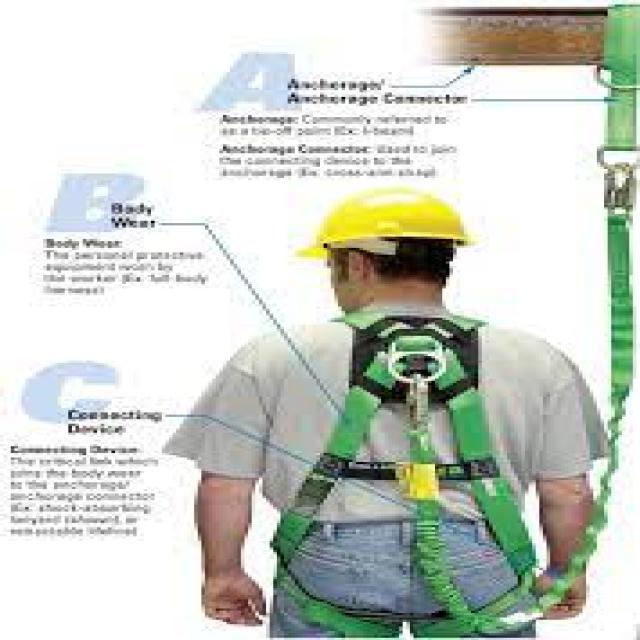 A
Anchorage/
Anchorage Connector
Anchorage: Commonly referred to
as a tie-off point (Ex: I-beam)
Anchorage Connector: Used to join
the connecting device to the
anchorage (Ex: cross-arm strap)
B
Body
Wear
Body Wear:
The personal protective
equipment worn by
the worker (Ex: full-body
harness)
C
Connecting
Device
Connecting Device:
The critical link which
joins the body wear
to the anchorage/
anchorage connector
(Ex: shock-absorbing
lanyard (shown), or
retractable lifeline)